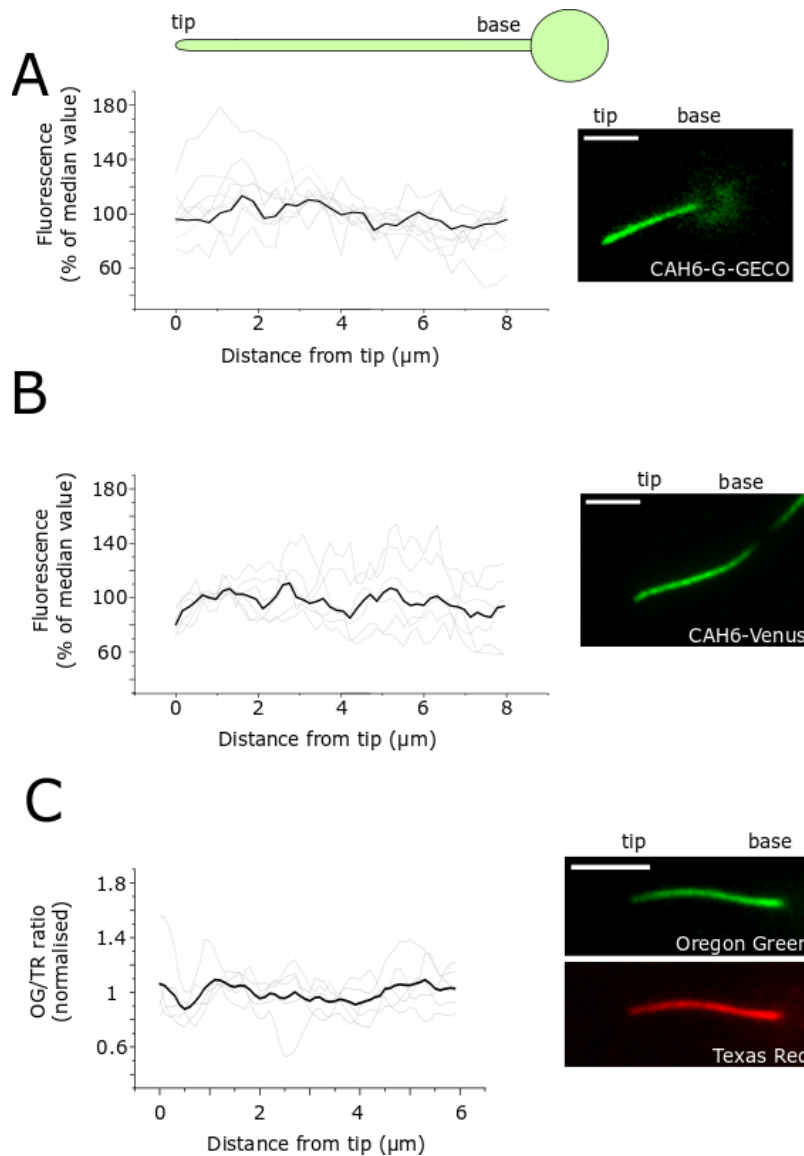 tip base
A
180
140
100
60
Fluorescence
(% of median value)
0 2 4 6 8
Distance from tip (µm)
tip base
CAH6-G-GECO
B
180
140
100
60
Fluorescence
(% of median value)
0 2 4 6 8
Distance from tip (µm)
tip base
CAH6-Venus
C
1.8
1.4
1
0.6
OG/TR ratio
(normalised)
0 2 4 6
Distance from tip (µm)
tip base
Oregon Green
Texas Red